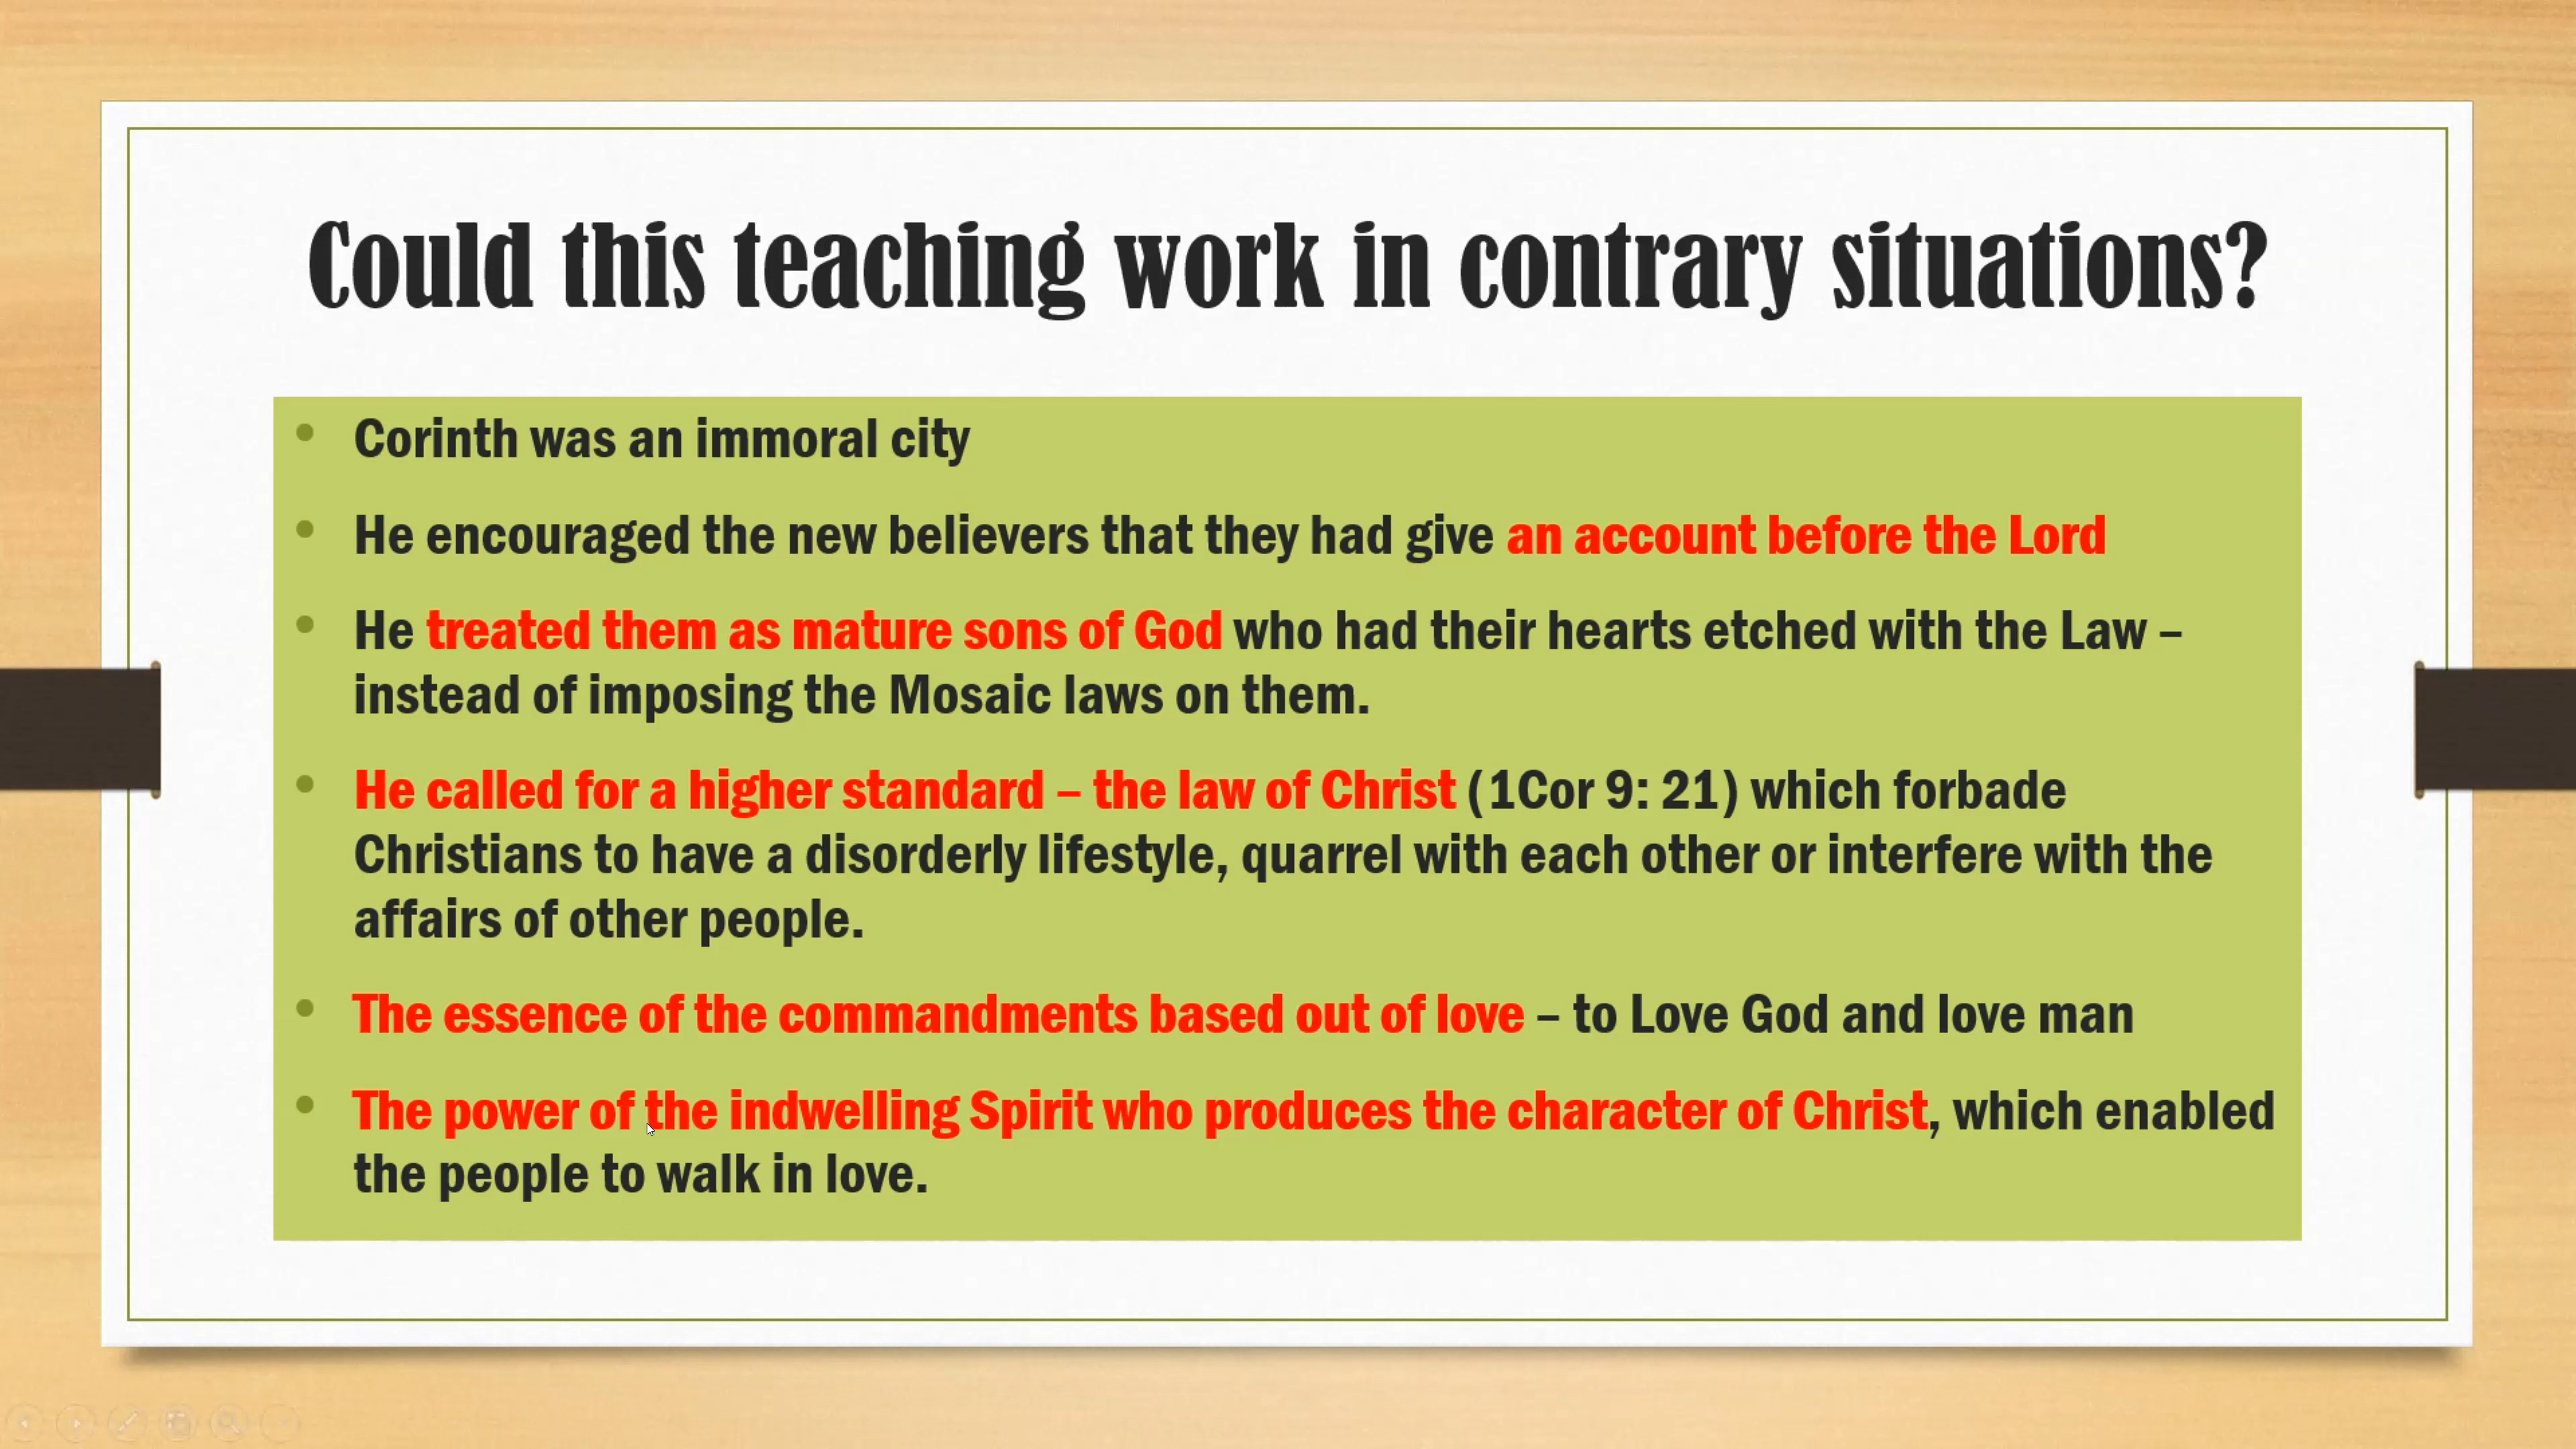 Could this teaching work in contrary situations?
• Corinth was an immoral city
• He encouraged the new believers that they had give an account before the Lord
• He treated them as mature sons of God who had their hearts etched with the Law –
instead of imposing the Mosaic laws on them.
• He called for a higher standard – the law of Christ (1Cor 9: 21) which forbade
Christians to have a disorderly lifestyle, quarrel with each other or interfere with the
affairs of other people.
• The essence of the commandments based out of love – to Love God and love man
• The power of the indwelling Spirit who produces the character of Christ, which enabled
the people to walk in love.